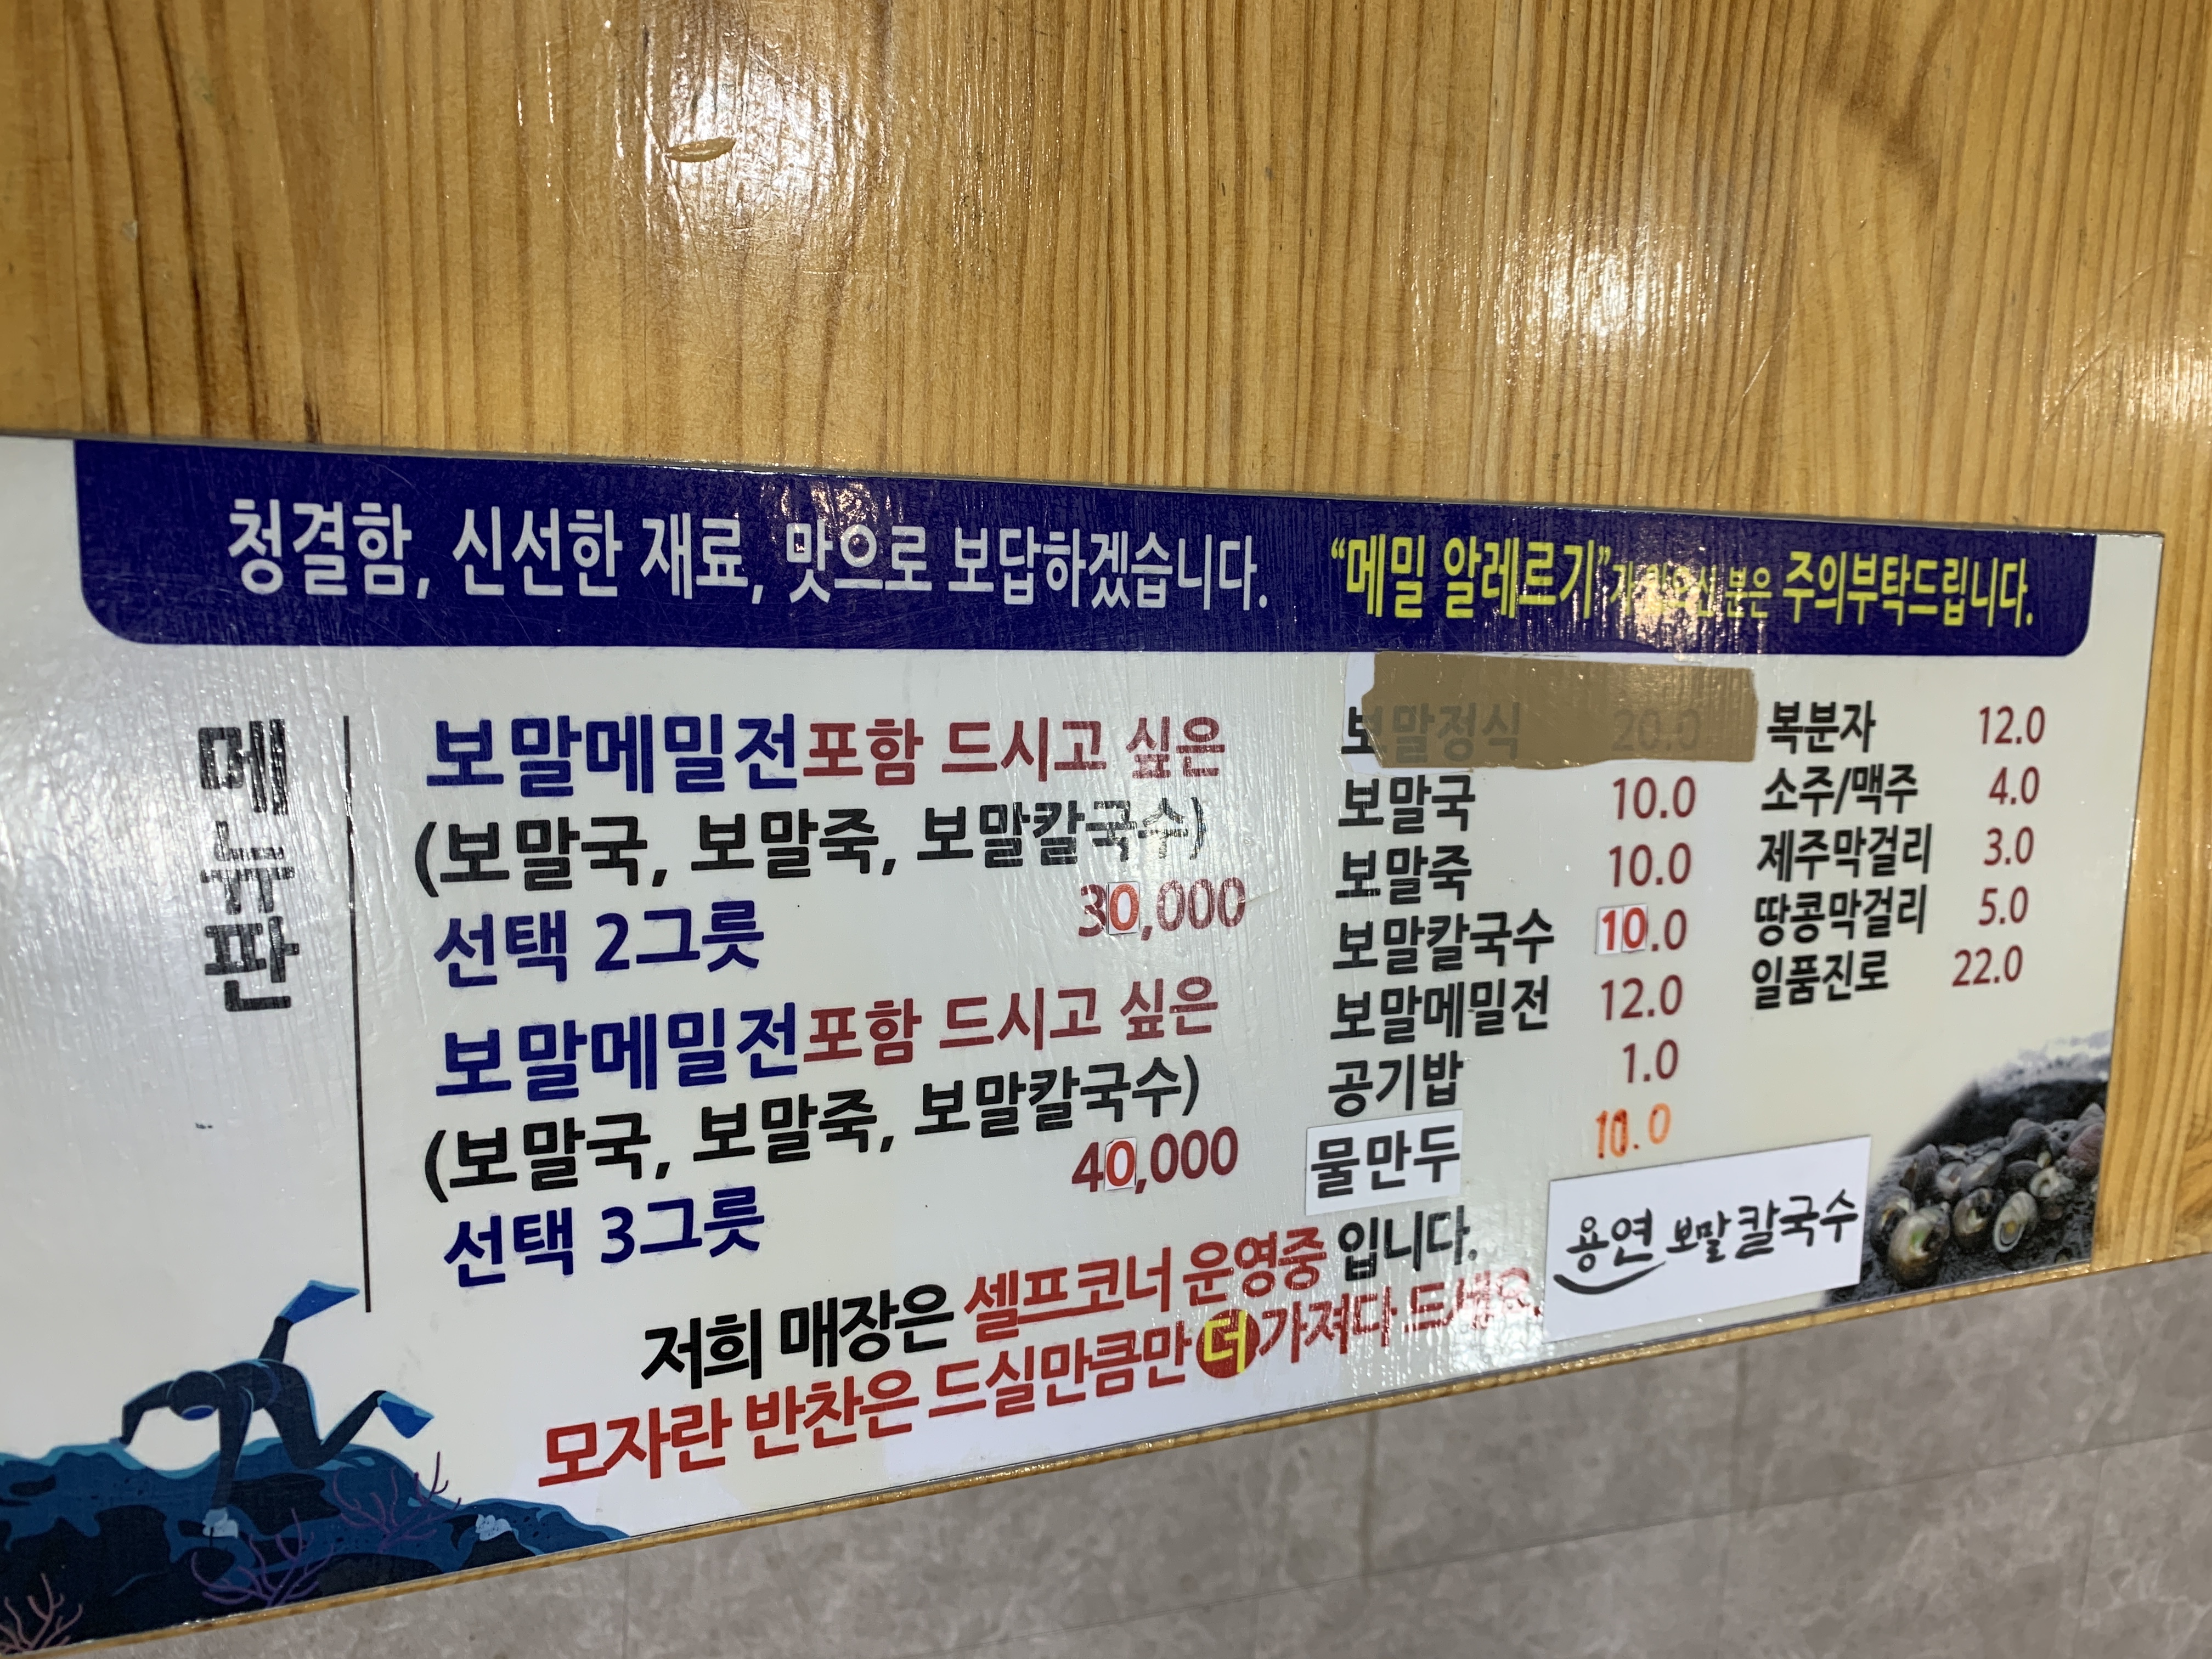 청결함, 신선한 재료, 맛으로 보답하겠습니다. “메밀 알레르기”가 있으신 분은 주의부탁드립니다.
메뉴판
보말메밀전포함 드시고 싶은
(보말국, 보말죽, 보말칼국수)
30,000
선택 2그릇
보말메밀전포함 드시고 싶은
(보말국, 보말죽, 보말칼국수)
40,000
선택 3그릇
보말정식 20.0
보말국 10.0
보말죽 10.0
보말칼국수 10.0
보말메밀전 12.0
공기밥 1.0
물만두 10.0
복분자 12.0
소주/맥주 4.0
제주막걸리 3.0
땅콩막걸리 5.0
일품진로 22.0
저희 매장은 셀프코너 운영중 입니다.
모자란 반찬은 드실만큼만 더 가져다 드세요.
용연 보말칼국수